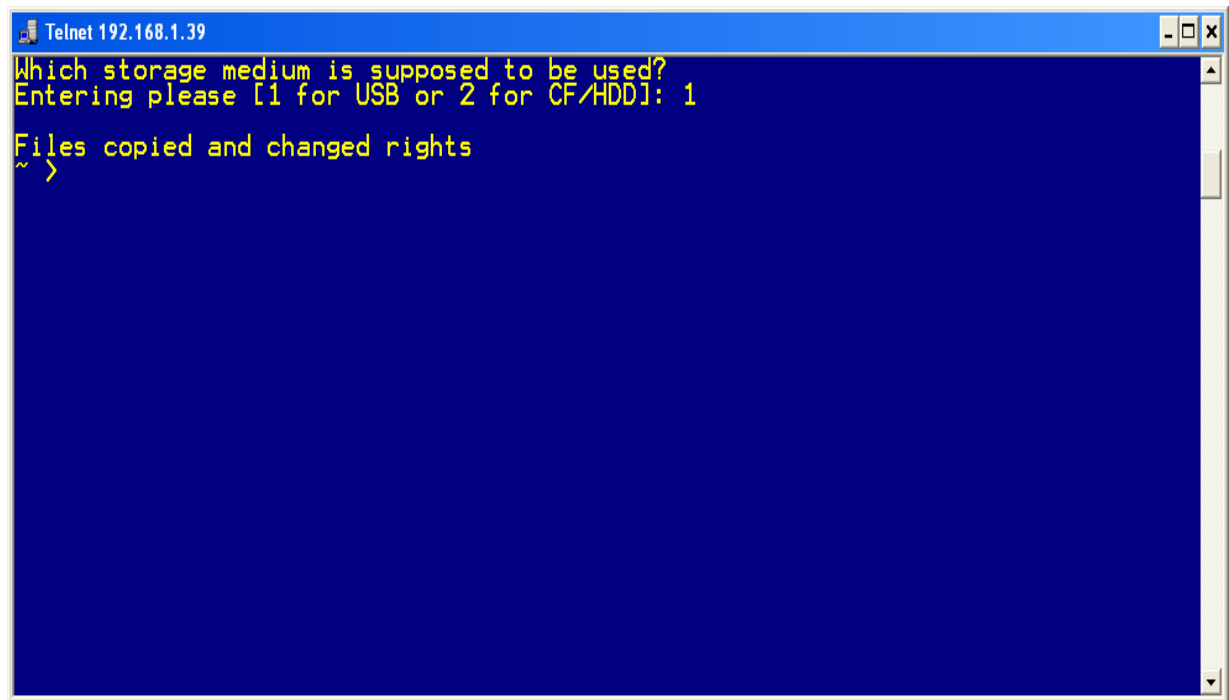 Telnet 192.168.1.39
Which storage medium is supposed to be used?
Entering please [1 for USB or 2 for CF/HDD]: 1
Files copied and changed rights
~ >